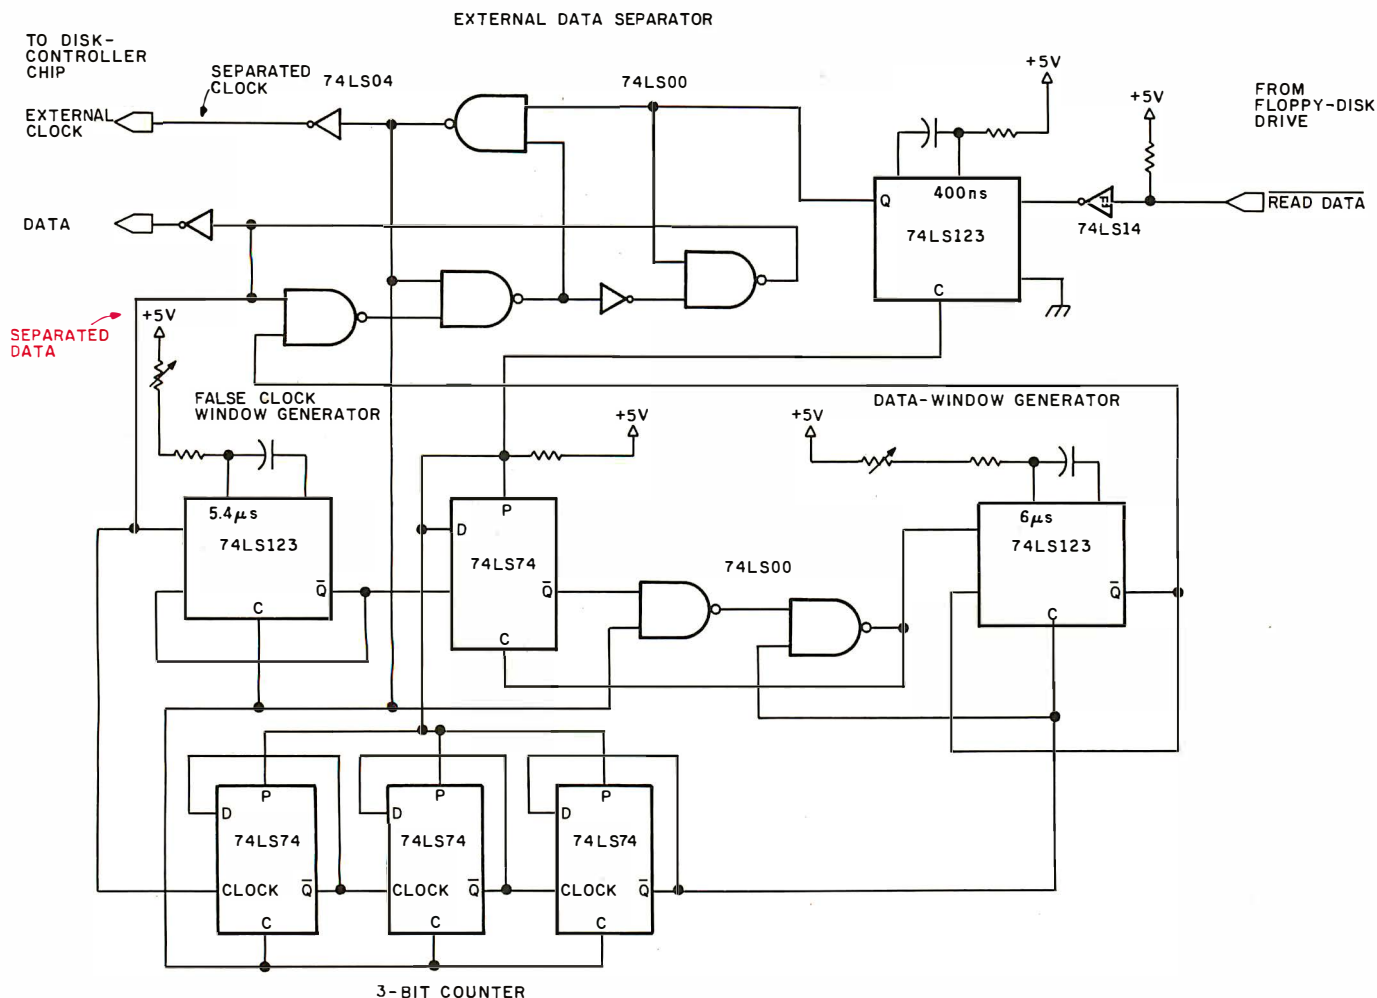 EXTERNAL DATA SEPARATOR
TO DISK-
CONTROLLER
CHIP
SEPARATED
CLOCK
74LS04
74LS00
+5V
+5V
FROM
FLOPPY-DISK
DRIVE
EXTERNAL
CLOCK
Q
400ns
74LS123
C
74LS14
READ DATA
DATA
SEPARATED
DATA
+5V
FALSE CLOCK
WINDOW GENERATOR
+5V
DATA-WINDOW GENERATOR
+5V
5.4µs
74LS123
Q
C
P
D
74LS74
Q
C
74LS00
6µs
74LS123
Q
C
P
D
74LS74
CLOCK
Q
C
P
D
74LS74
CLOCK
Q
C
P
D
74LS74
CLOCK
Q
C
3-BIT COUNTER